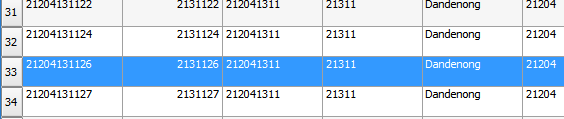 31 21204131122 2131122 212041311 21311 Dandenong 21204
32 21204131124 2131124 212041311 21311 Dandenong 21204
33 21204131126 2131126 212041311 21311 Dandenong 21204
34 21204131127 2131127 212041311 21311 Dandenong 21204